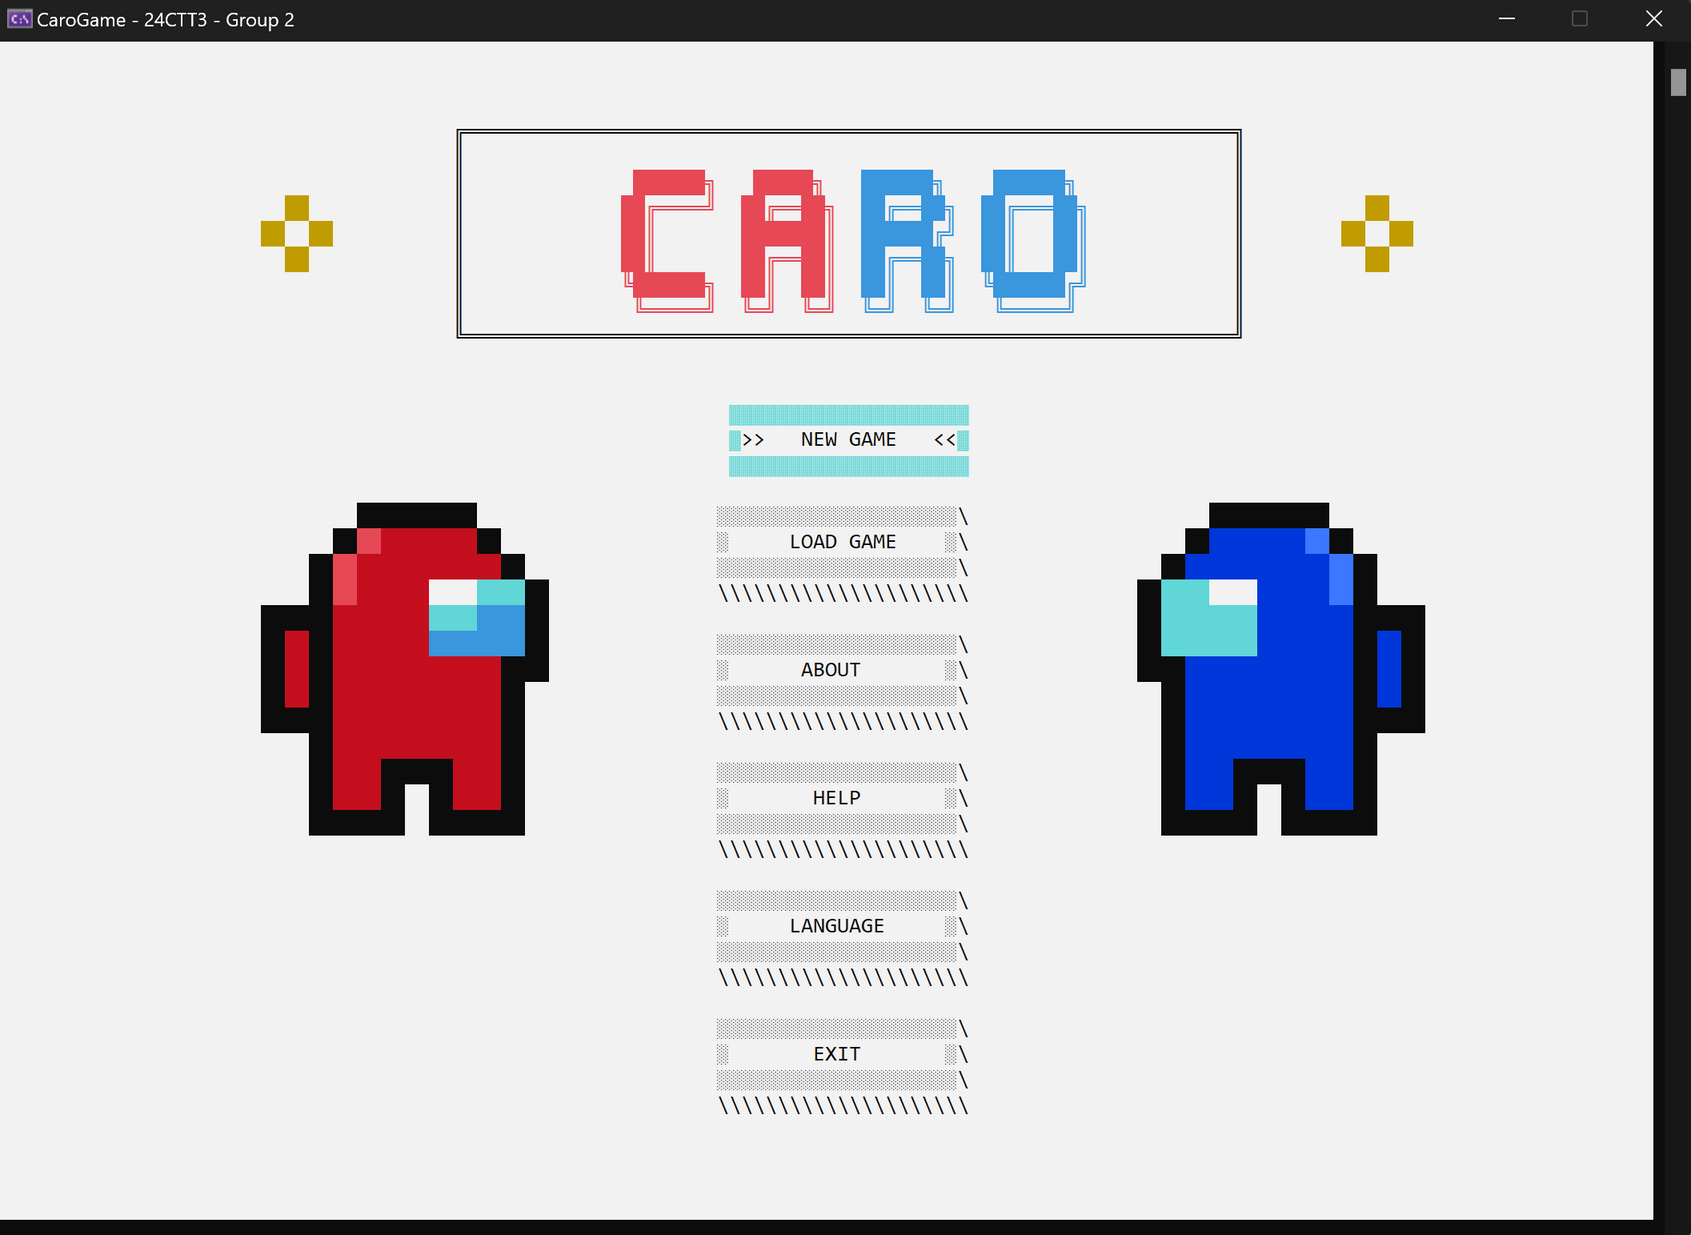 CaroGame - 24CTT3 - Group 2
CARO
>> NEW GAME <<
LOAD GAME
ABOUT
HELP
LANGUAGE
EXIT